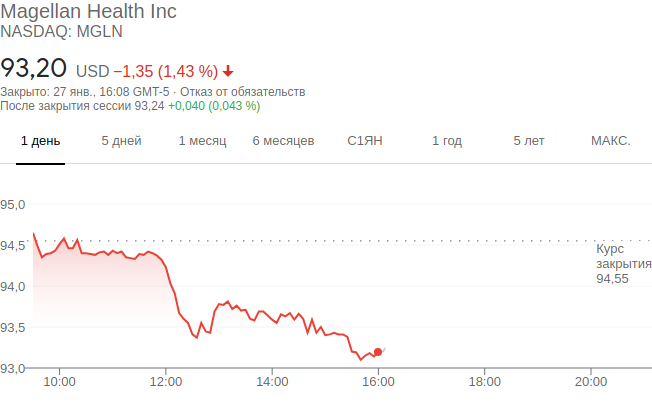 Magellan Health Inc
NASDAQ: MGLN
93,20 USD −1,35 (1,43 %)
Закрыто: 27 янв., 16:08 GMT-5 · Отказ от обязательств
После закрытия сессии 93,24 +0,040 (0,043 %)
1 день 5 дней 1 месяц 6 месяцев С1ЯН 1 год 5 лет МАКС.
95,0
94,5
Курс
закрытия
94,55
94,0
93,5
93,0
10:00 12:00 14:00 16:00 18:00 20:00